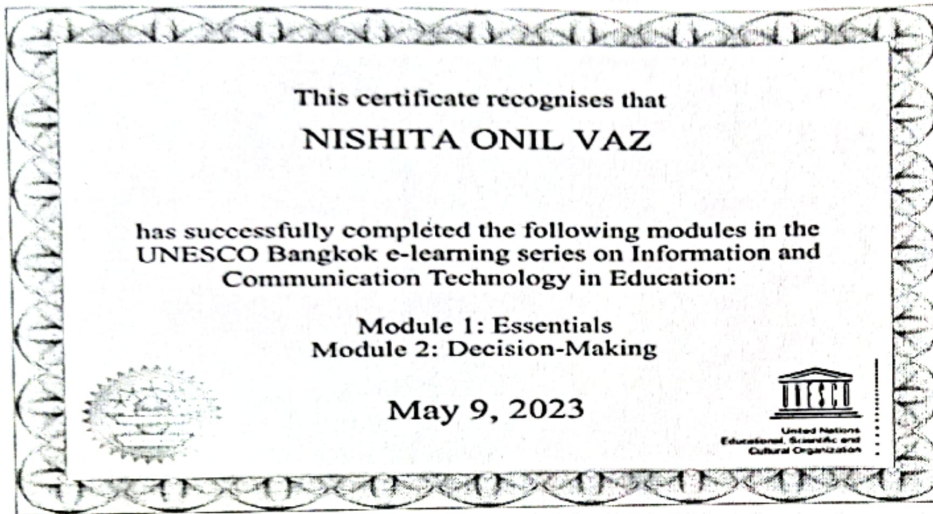 This certificate recognises that
NISHITA ONIL VAZ
has successfully completed the following modules in the
UNESCO Bangkok e-learning series on Information and
Communication Technology in Education:
Module 1: Essentials
Module 2: Decision-Making
May 9, 2023
UNESCO
United Nations
Educational, Scientific and
Cultural Organization